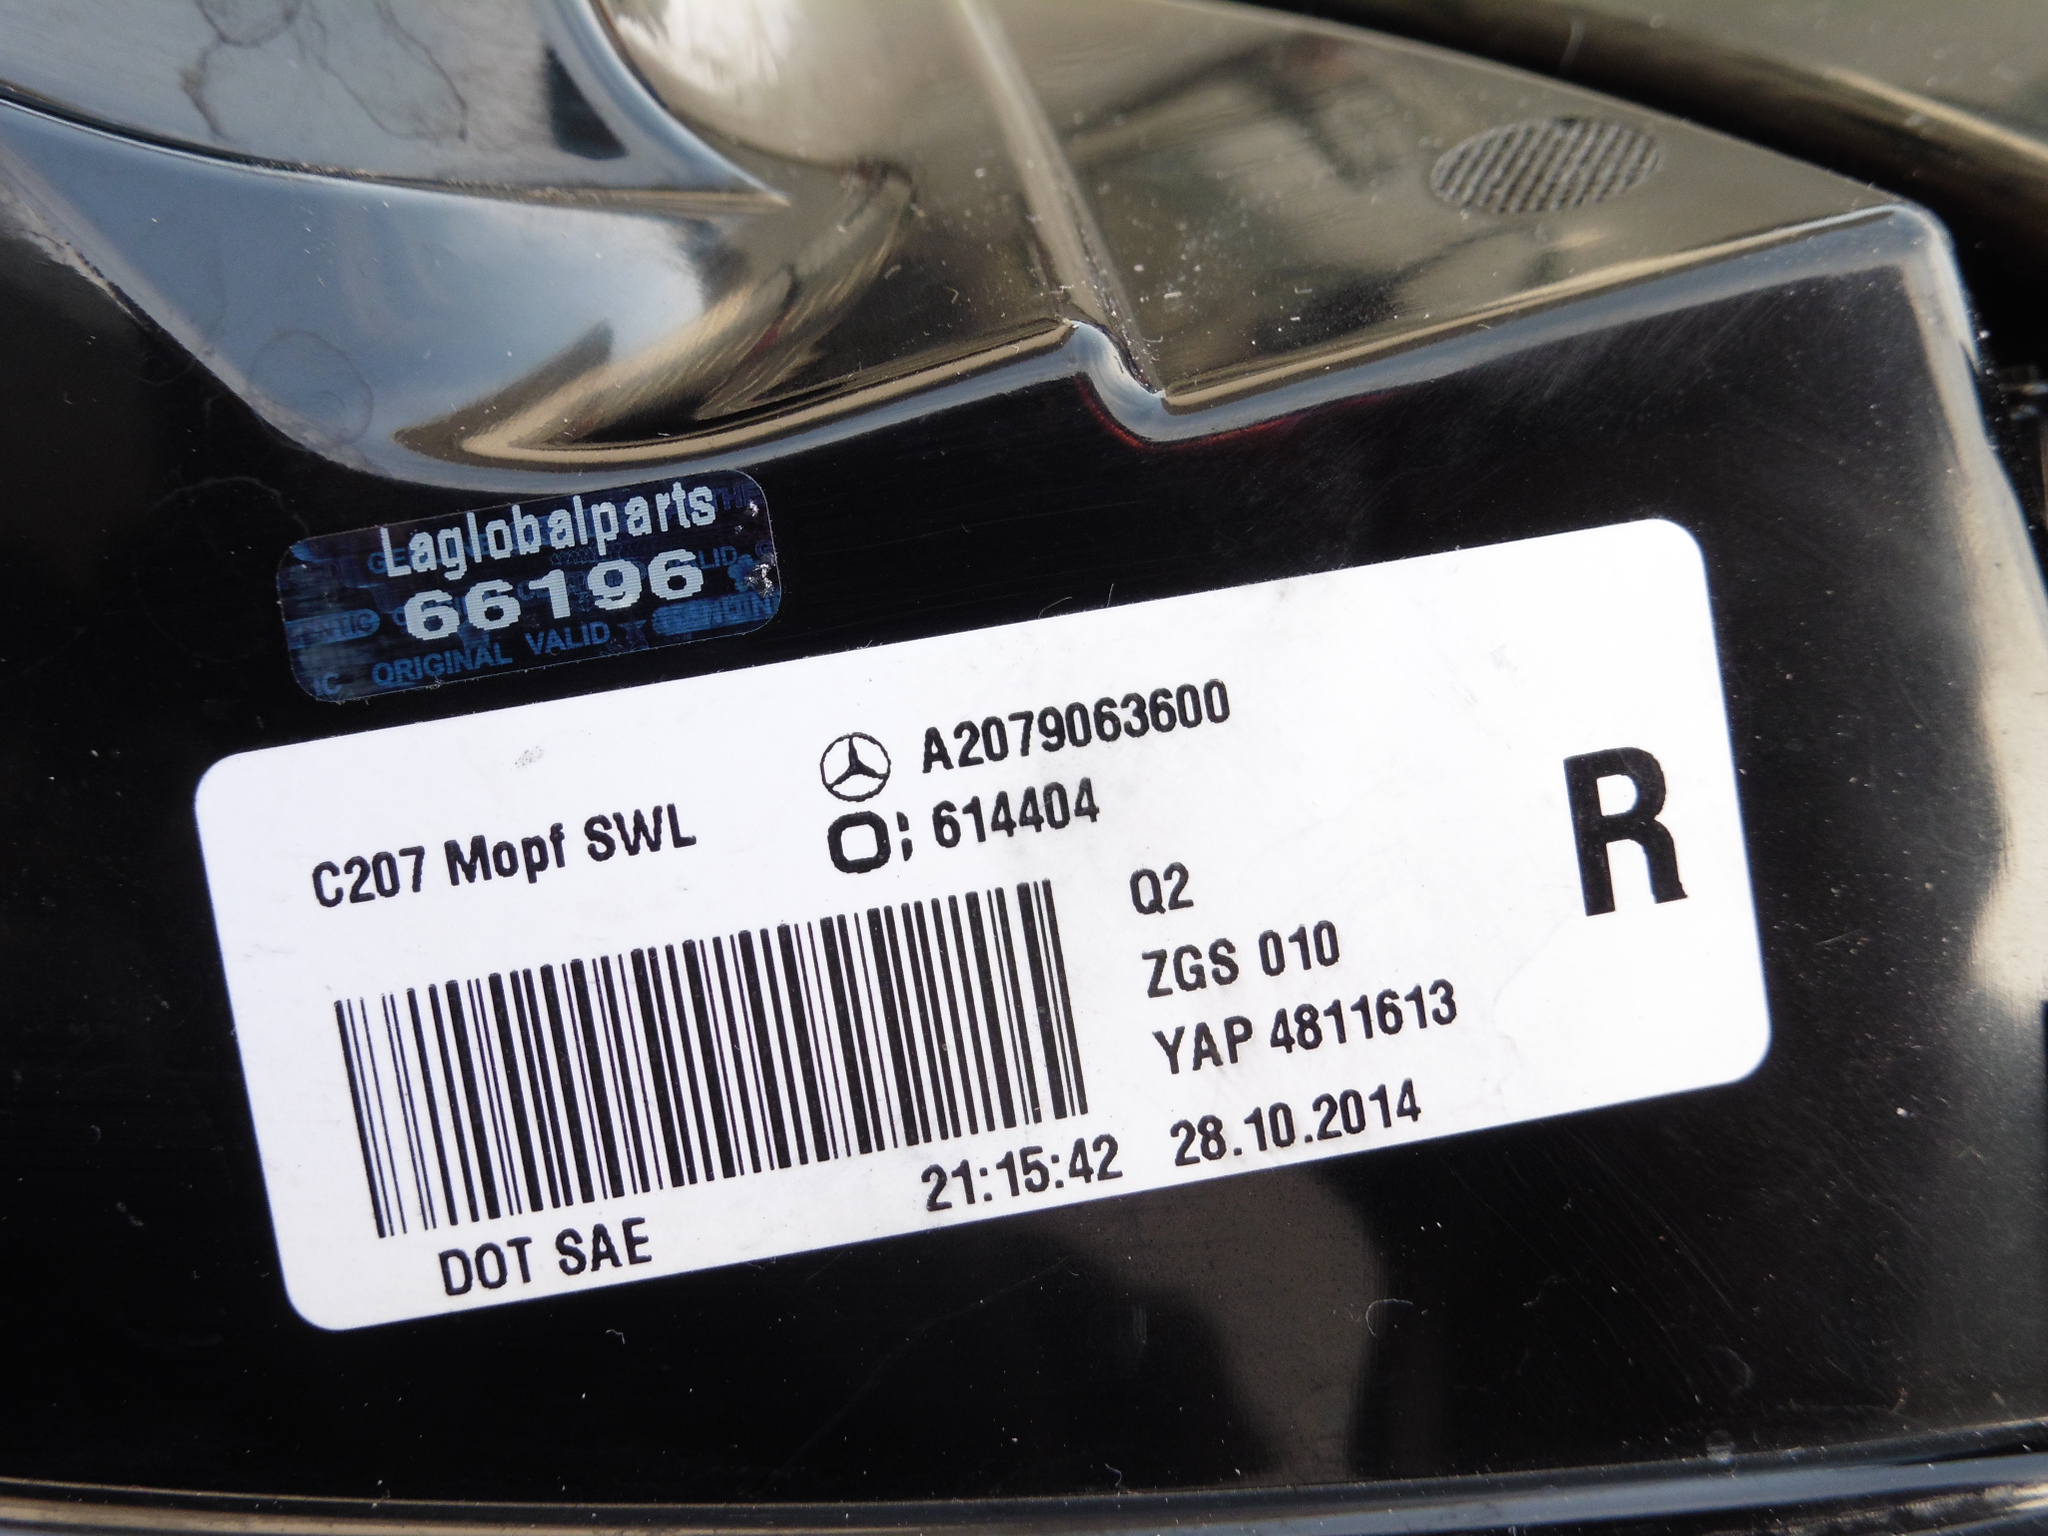 Laglobalparts
66196
ORIGINAL VALID
A2079063600
C207 Mopf SWL
; 614404
R
Q2
ZGS 010
YAP 4811613
21:15:42 28.10.2014
DOT SAE